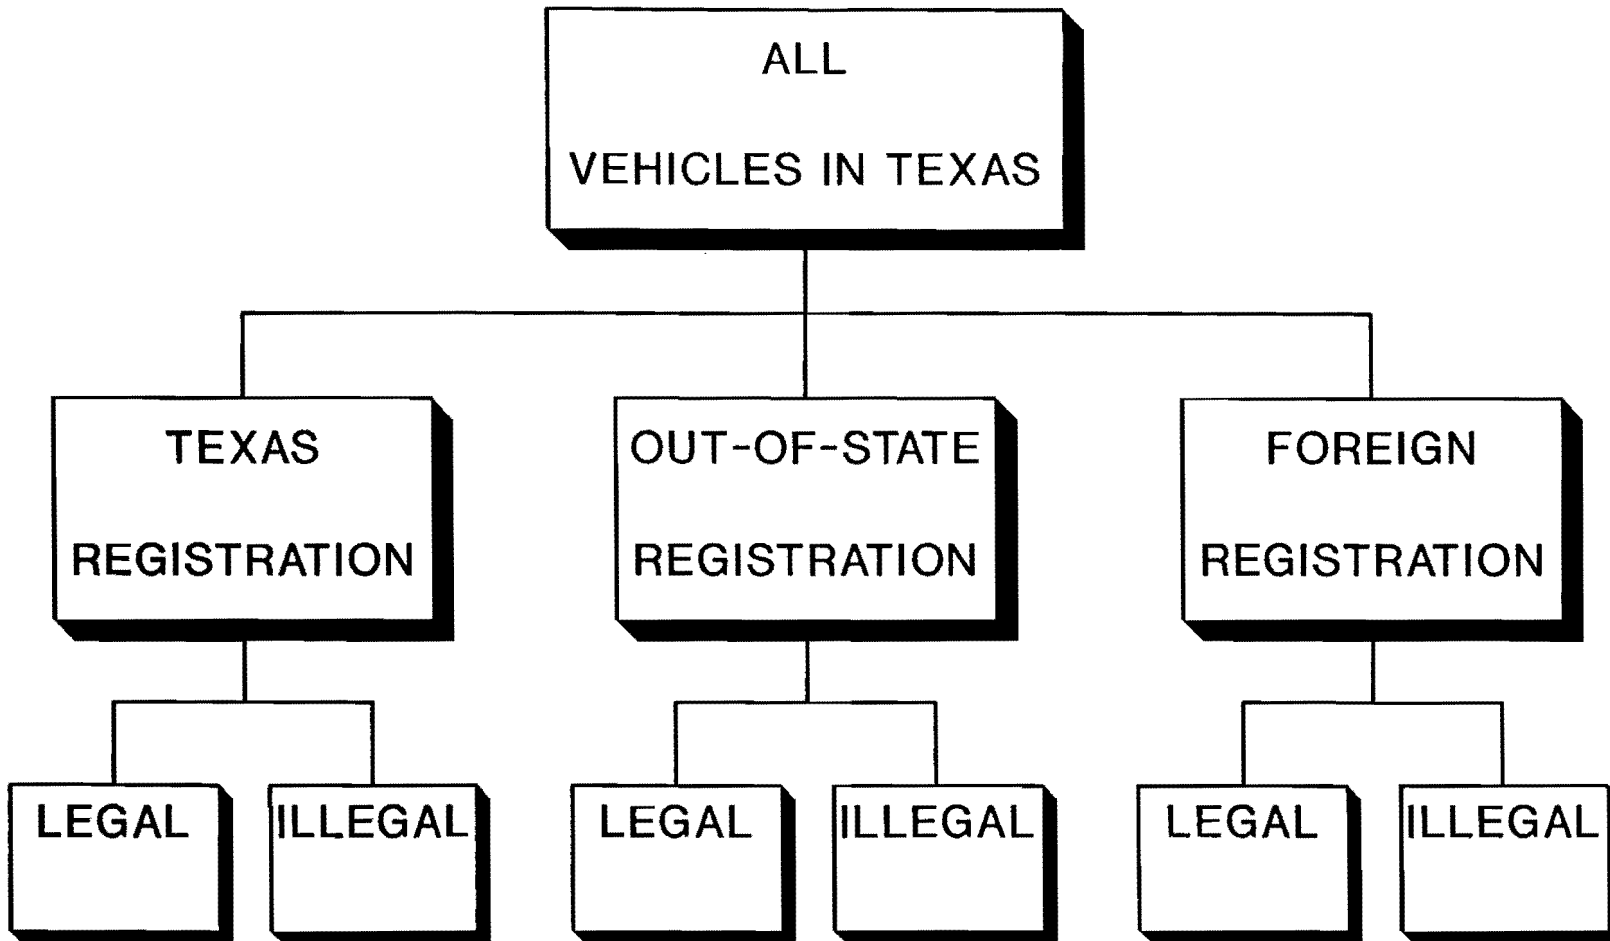 ALL
VEHICLES IN TEXAS
TEXAS
REGISTRATION
OUT-OF-STATE
REGISTRATION
FOREIGN
REGISTRATION
LEGAL
ILLEGAL
LEGAL
ILLEGAL
LEGAL
ILLEGAL